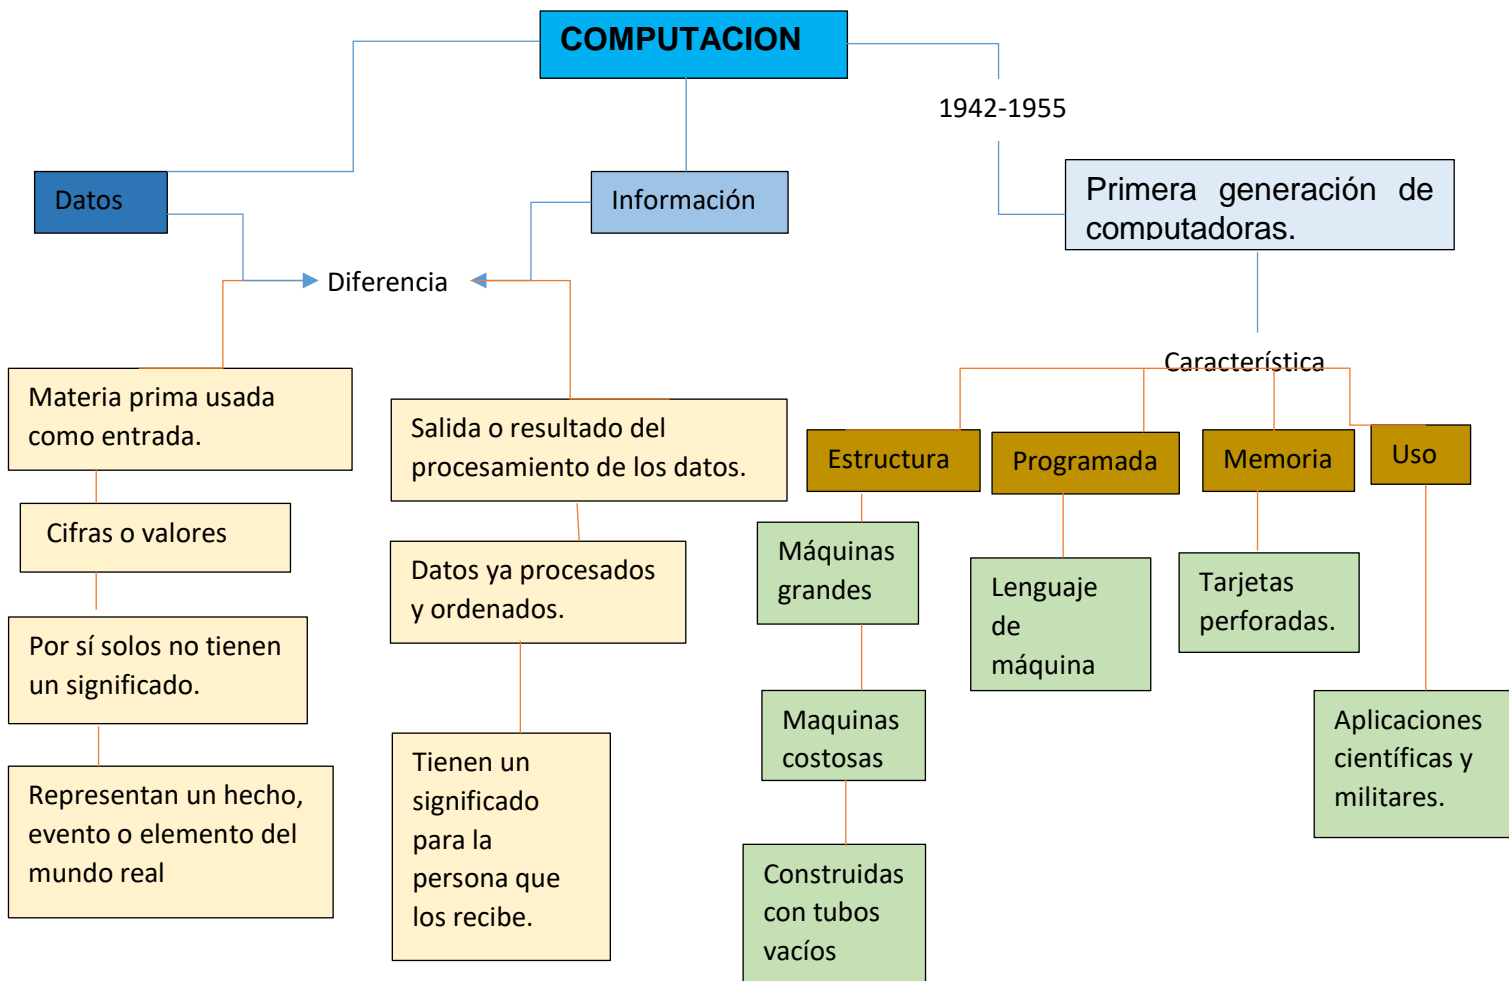 COMPUTACION
1942-1955
Datos
Información
Primera generación de
computadoras.
Diferencia
Característica
Materia prima usada
como entrada.
Cifras o valores
Por sí solos no tienen
un significado.
Representan un hecho,
evento o elemento del
mundo real
Salida o resultado del
procesamiento de los datos.
Datos ya procesados
y ordenados.
Tienen un
significado
para la
persona que
los recibe.
Estructura
Máquinas
grandes
Maquinas
costosas
Construidas
con tubos
vacíos
Programada
Lenguaje
de
máquina
Memoria
Tarjetas
perforadas.
Uso
Aplicaciones
científicas y
militares.